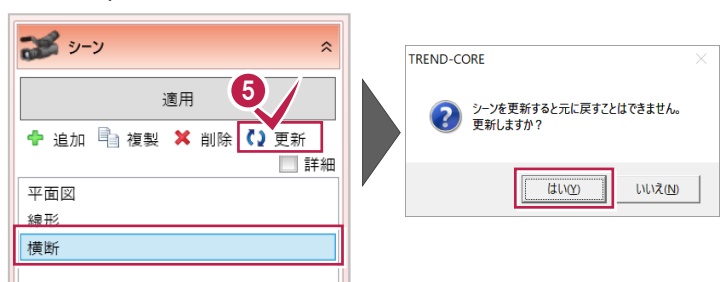 シーン
適用
5
追加 複製 削除 更新
詳細
平面図
線形
横断
TREND-CORE
シーンを更新すると元に戻すことはできません。
更新しますか？
はい(Y) いいえ(N)